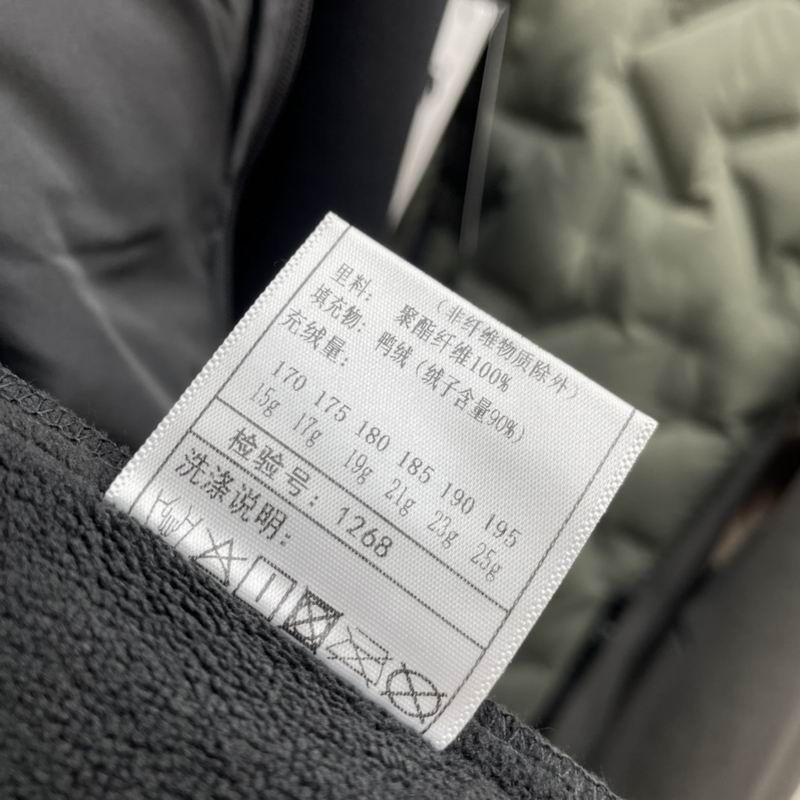 （非纤维物质除外）
里料： 聚酯纤维100%
填充物： 鸭绒（绒子含量90%）
充绒量：
170 175 180 185 190 195
15g 17g 19g 21g 23g 25g
检验号：1268
洗涤说明：